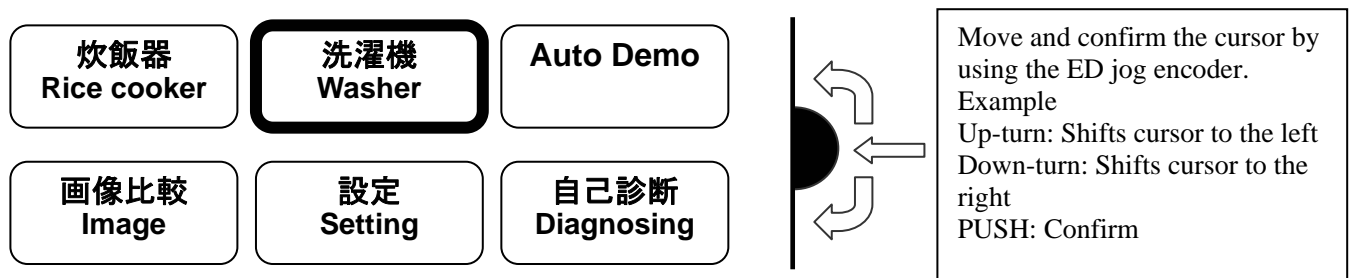 炊飯器
Rice cooker
洗濯機
Washer
Auto Demo
画像比較
Image
設定
Setting
自己診断
Diagnosing
Move and confirm the cursor by
using the ED jog encoder.
Example
Up-turn: Shifts cursor to the left
Down-turn: Shifts cursor to the
right
PUSH: Confirm